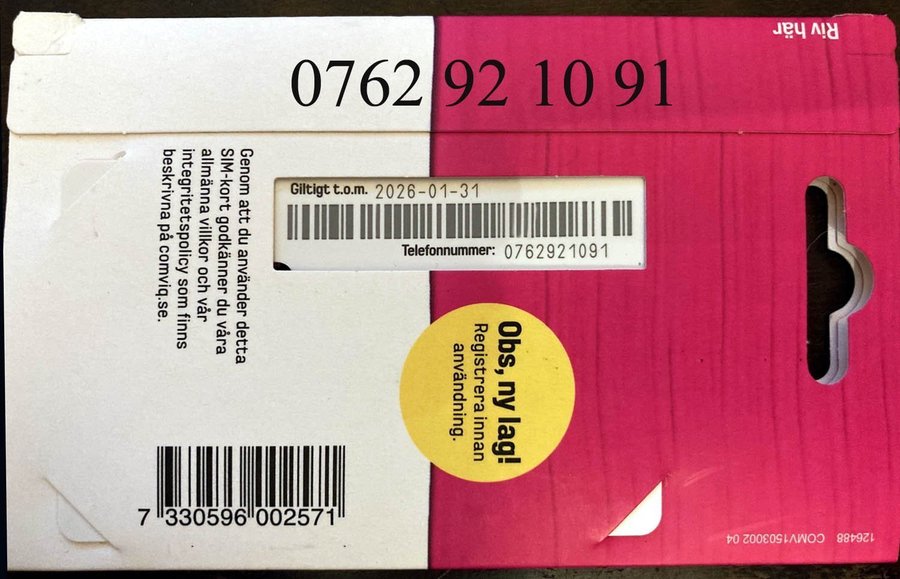 Riv här
0762 92 10 91
Giltigt t.o.m. 2026-01-31
Telefonnummer: 0762921091
Genom att du använder detta
SIM-kort godkänner du våra
allmänna villkor och vår
integritetspolicy som finns
beskrivna på comviq.se.
Obs, ny lag!
Registrera innan
användning.
7 330596 002571
126488 COMV1503002 04